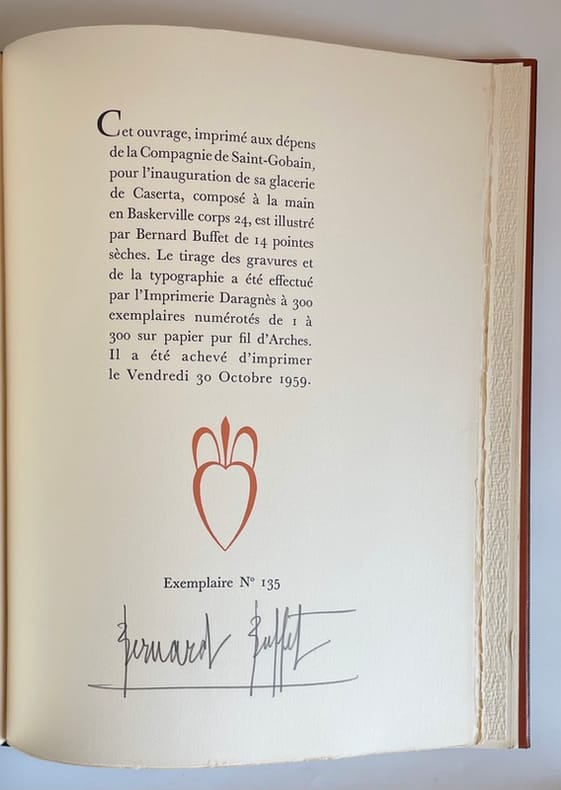 Cet ouvrage, imprimé aux dépens
de la Compagnie de Saint-Gobain,
pour l'inauguration de sa glacerie
de Caserta, composé à la main
en Baskerville corps 24, est illustré
par Bernard Buffet de 14 pointes
sèches. Le tirage des gravures et
de la typographie a été effectué
par l'Imprimerie Daragnès à 300
exemplaires numérotés de 1 à
300 sur papier pur fil d'Arches.
Il a été achevé d'imprimer
le Vendredi 30 Octobre 1959.
Exemplaire Nº 135
Bernard Buffet